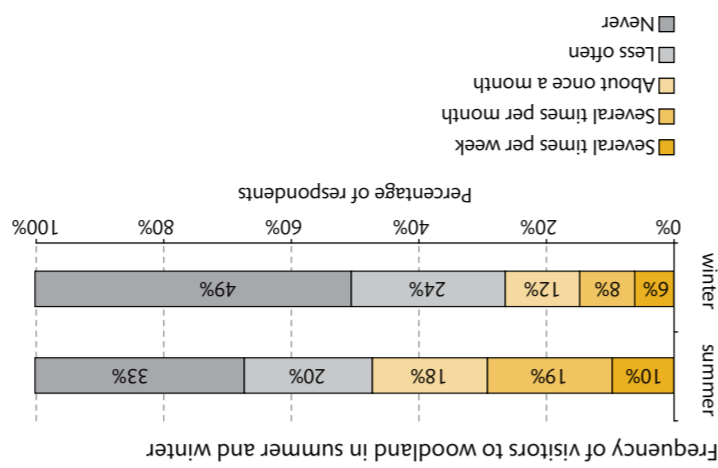 Frequency of visitors to woodland in summer and winter
summer
10% 19% 18% 20% 33%
winter
6% 8% 12% 24% 49%
0% 20% 40% 60% 80% 100%
Percentage of respondents
Several times per week
Several times per month
About once a month
Less often
Never